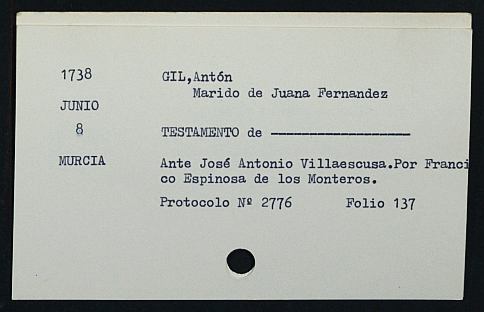 1738 GIL,Antón
Marido de Juana Fernandez
JUNIO
8 TESTAMENTO de ------------------
MURCIA Ante José Antonio Villaescusa.Por Franci
co Espinosa de los Monteros.
Protocolo Nº 2776 Folio 137